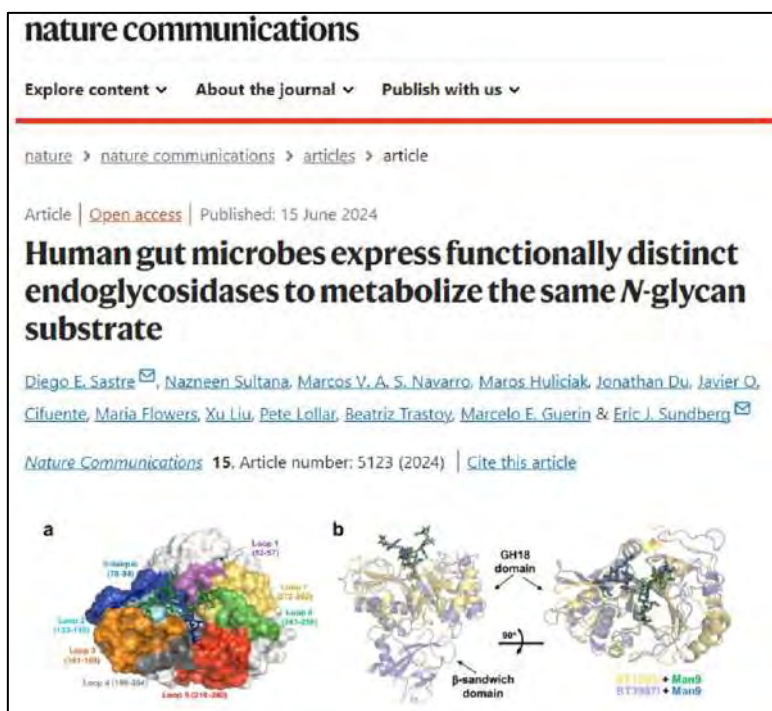 nature communications
Explore content About the journal Publish with us
nature > nature communications > articles > article
Article | Open access | Published: 15 June 2024
Human gut microbes express functionally distinct
endoglycosidases to metabolize the same N-glycan
substrate
Diego E. Sastre, Nazneen Sultana, Marcos V. A. S. Navarro, Maros Huliciak, Jonathan Du, Javier O.
Cifuente, Maria Flowers, Xu Liu, Pete Lollar, Beatriz Trastoy, Marcelo E. Guerin & Eric J. Sundberg
Nature Communications 15, Article number: 5123 (2024) | Cite this article
a
b
Loop 1
GH18
domain
Loop 2
Loop 3
Loop 4
Loop 5
90°
β-sandwich
domain
+ Man9
+ Man9